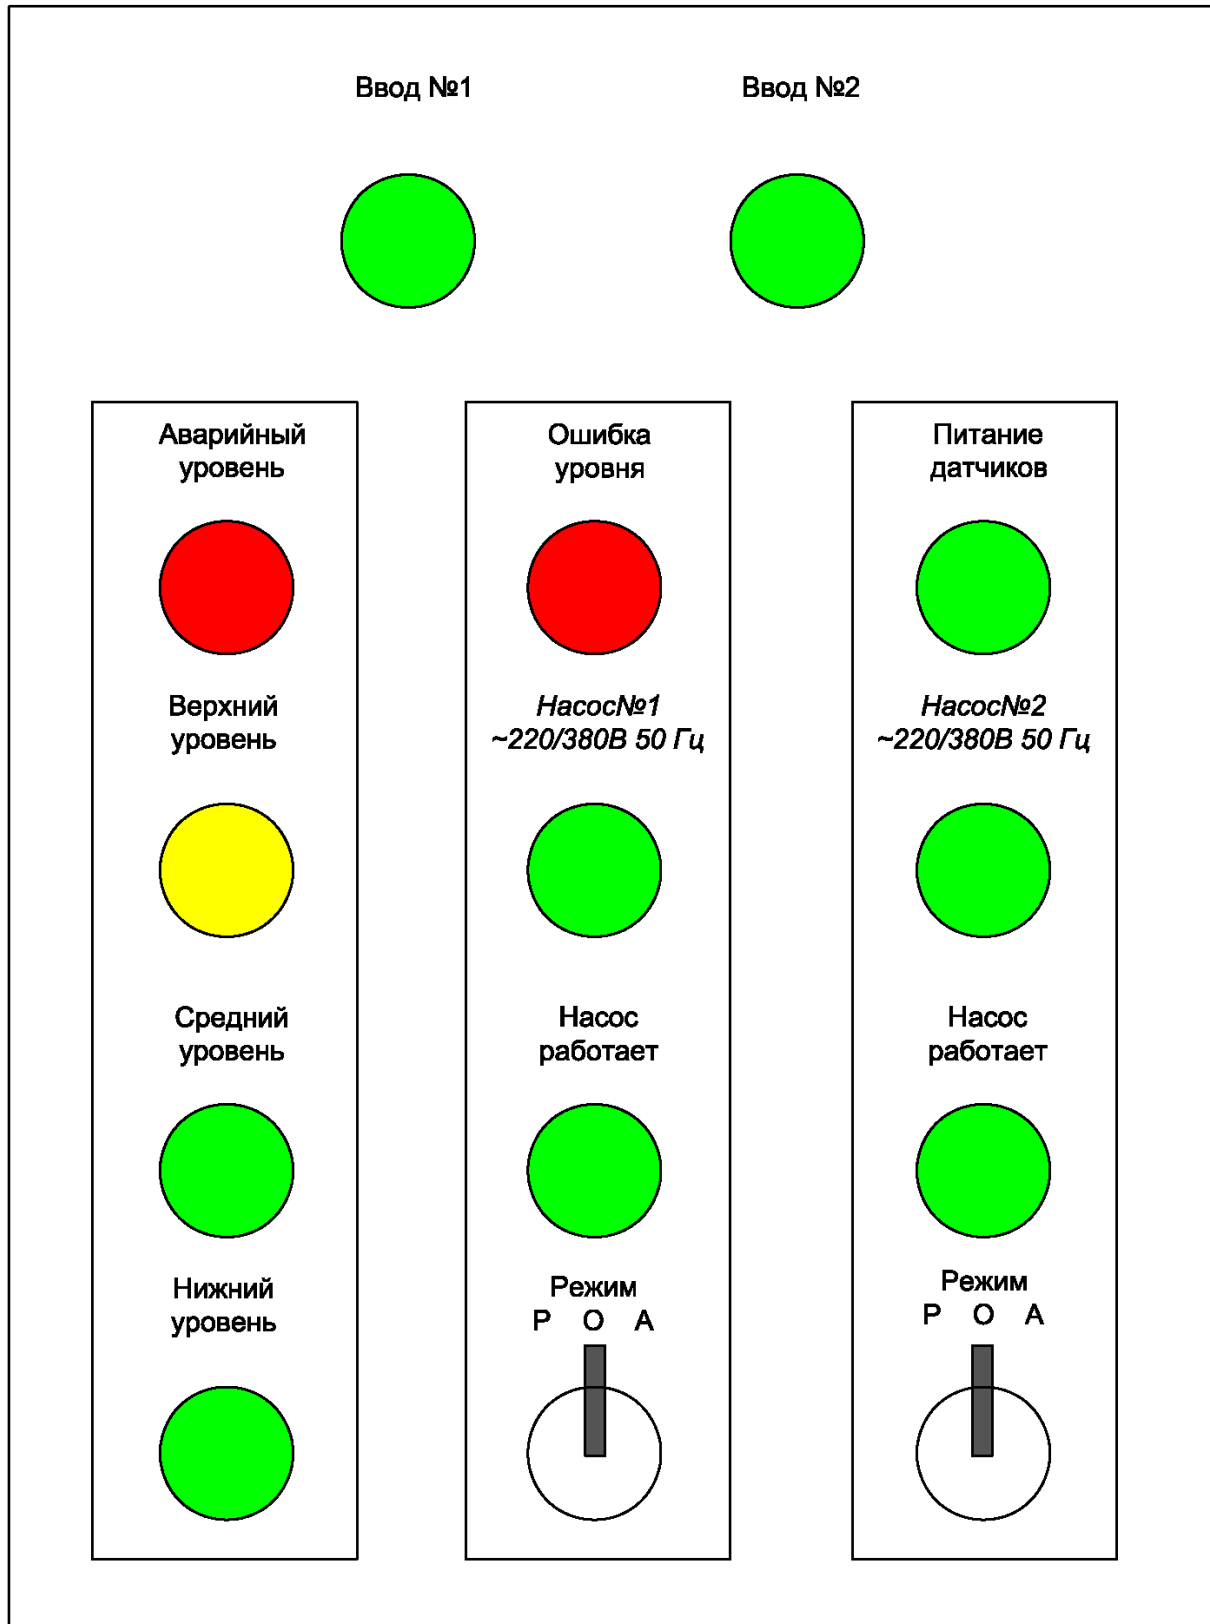 Ввод №1
Ввод №2
Аварийный
уровень
Ошибка
уровня
Питание
датчиков
Верхний
уровень
Насос№1
~220/380В 50 Гц
Насос№2
~220/380В 50 Гц
Средний
уровень
Насос
работает
Насос
работает
Нижний
уровень
Режим
Р О А
Режим
Р О А